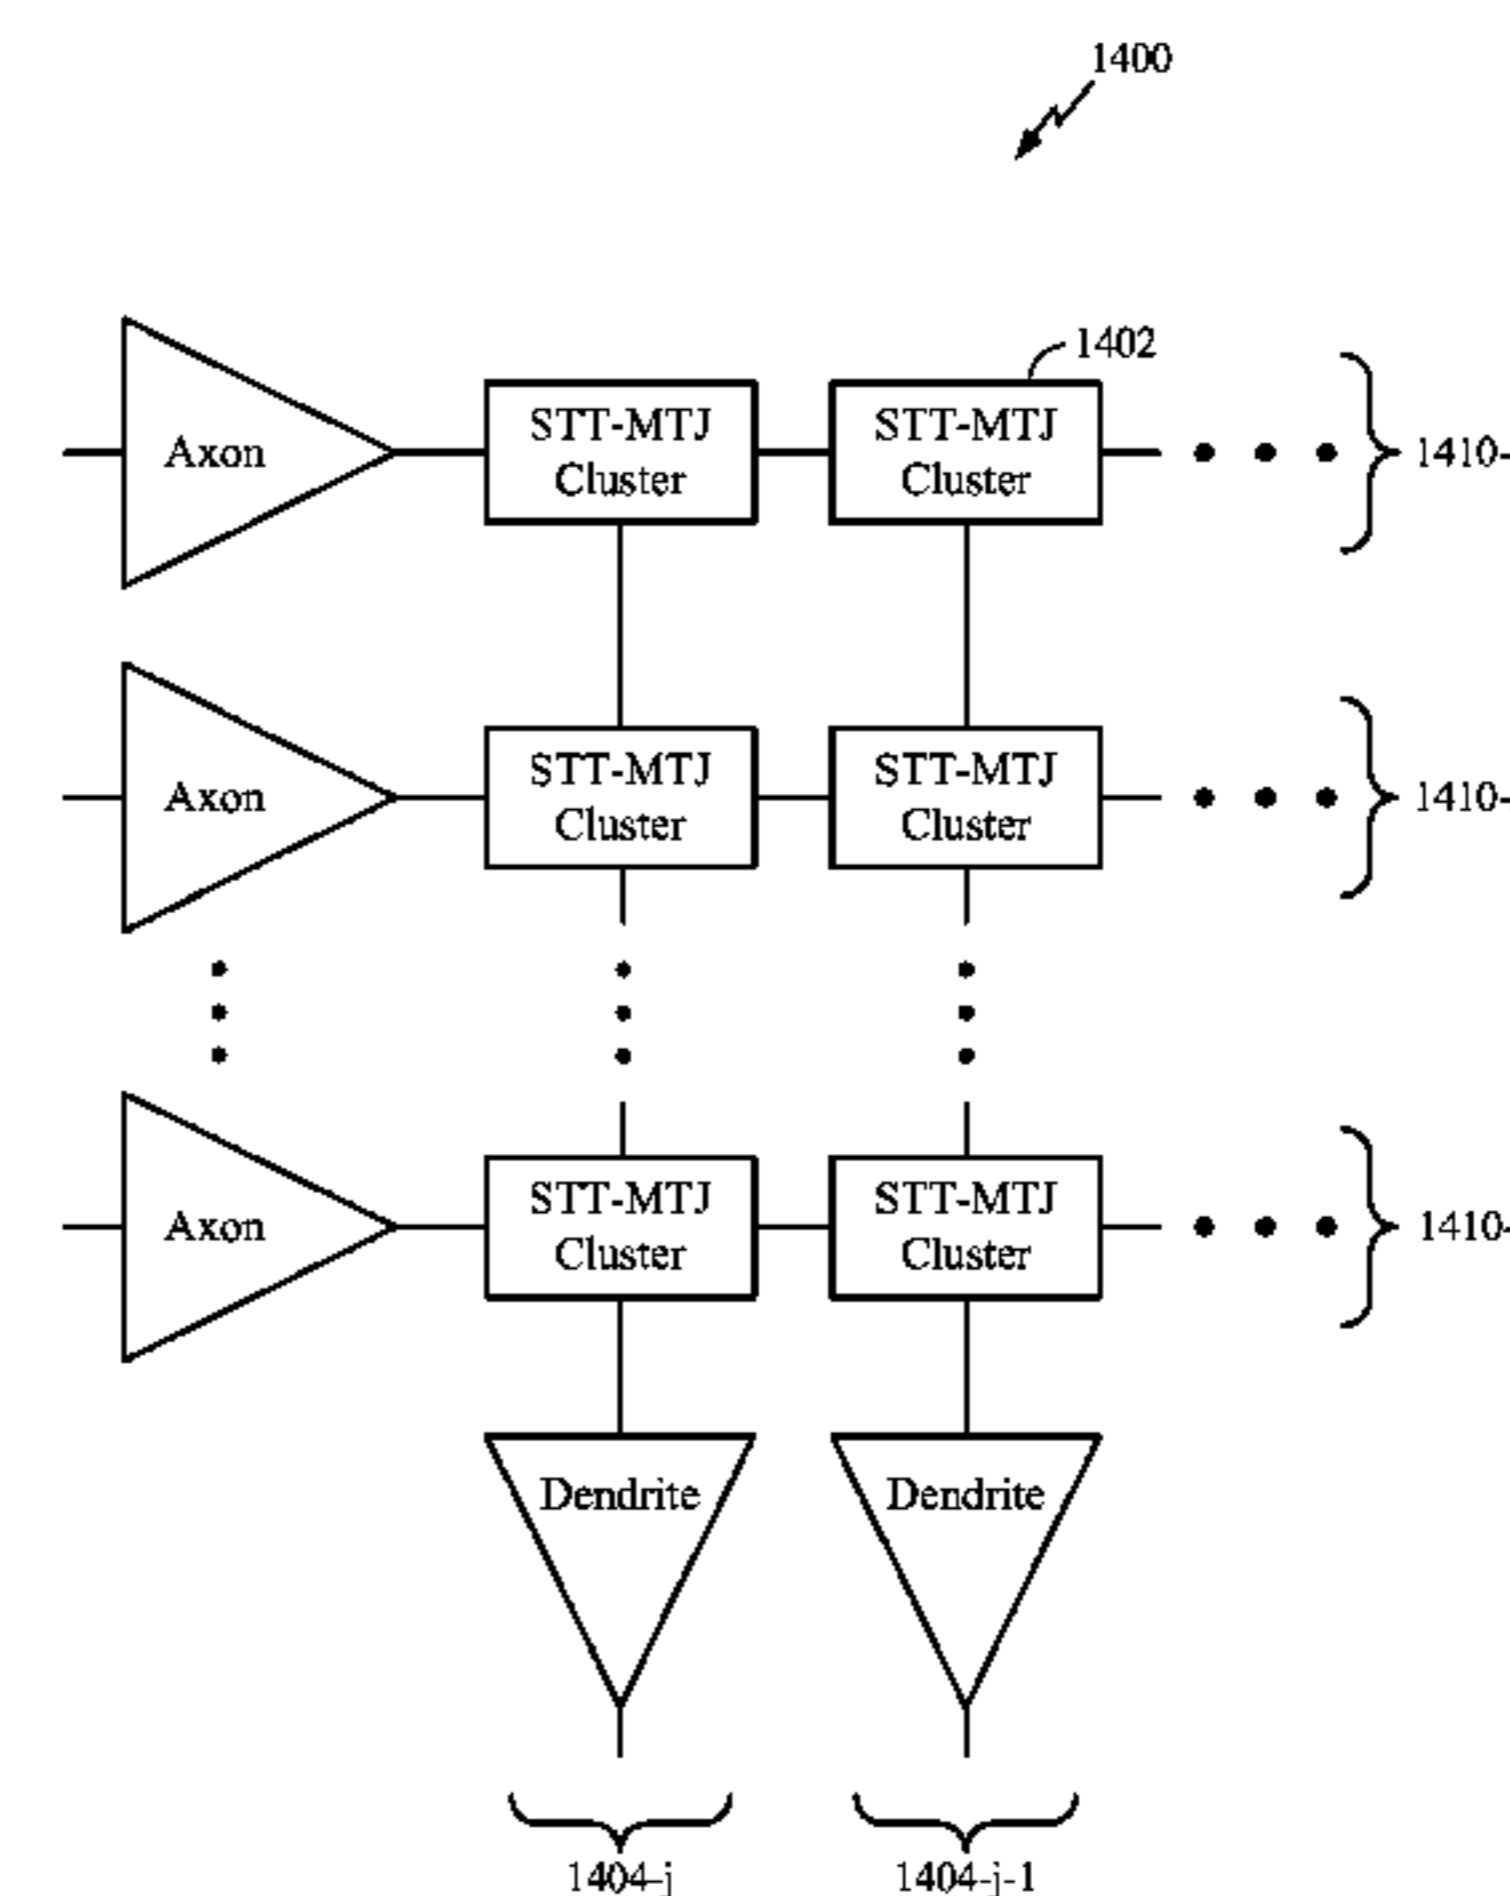 1400
1402
Axon
STT-MTJ
Cluster
STT-MTJ
Cluster
1410-
Axon
STT-MTJ
Cluster
STT-MTJ
Cluster
1410-
Axon
STT-MTJ
Cluster
STT-MTJ
Cluster
1410-
Dendrite
Dendrite
1404-j
1404-j-1